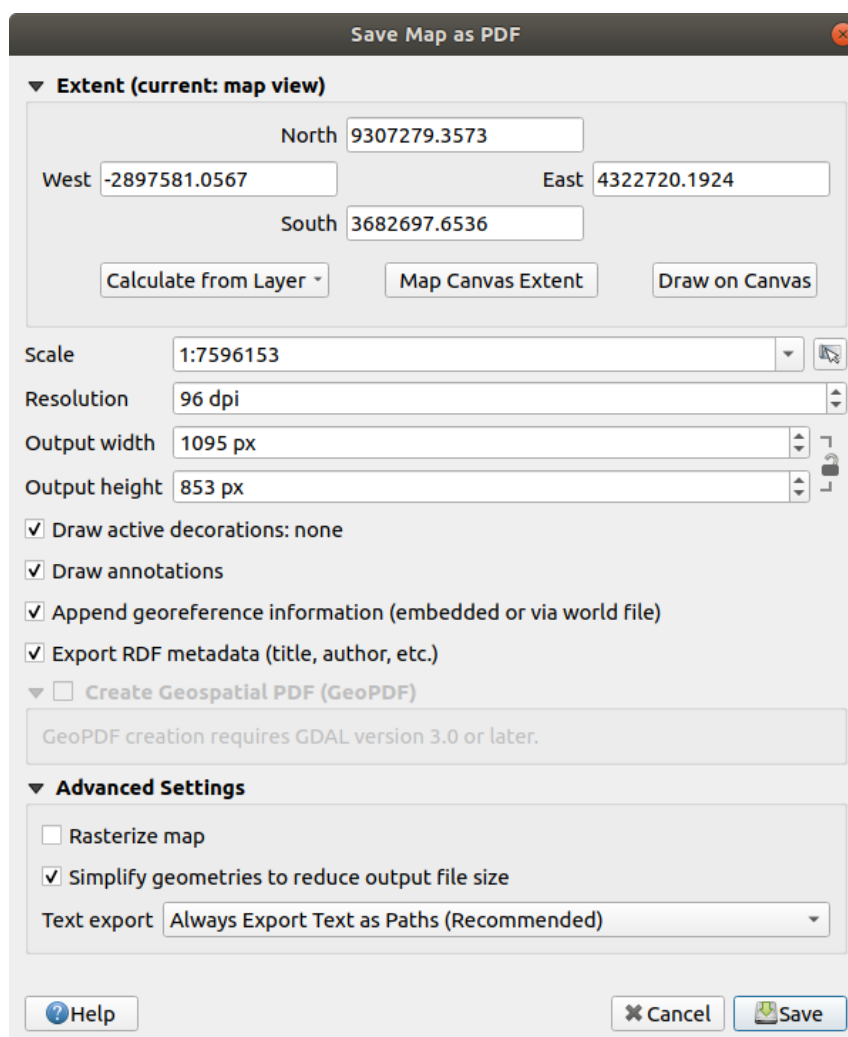 Save Map as PDF
Extent (current: map view)
North 9307279.3573
West -2897581.0567 East 4322720.1924
South 3682697.6536
Calculate from Layer Map Canvas Extent Draw on Canvas
Scale 1:7596153
Resolution 96 dpi
Output width 1095 px
Output height 853 px
Draw active decorations: none
Draw annotations
Append georeference information (embedded or via world file)
Export RDF metadata (title, author, etc.)
Create Geospatial PDF (GeoPDF)
GeoPDF creation requires GDAL version 3.0 or later.
Advanced Settings
Rasterize map
Simplify geometries to reduce output file size
Text export Always Export Text as Paths (Recommended)
Help Cancel Save